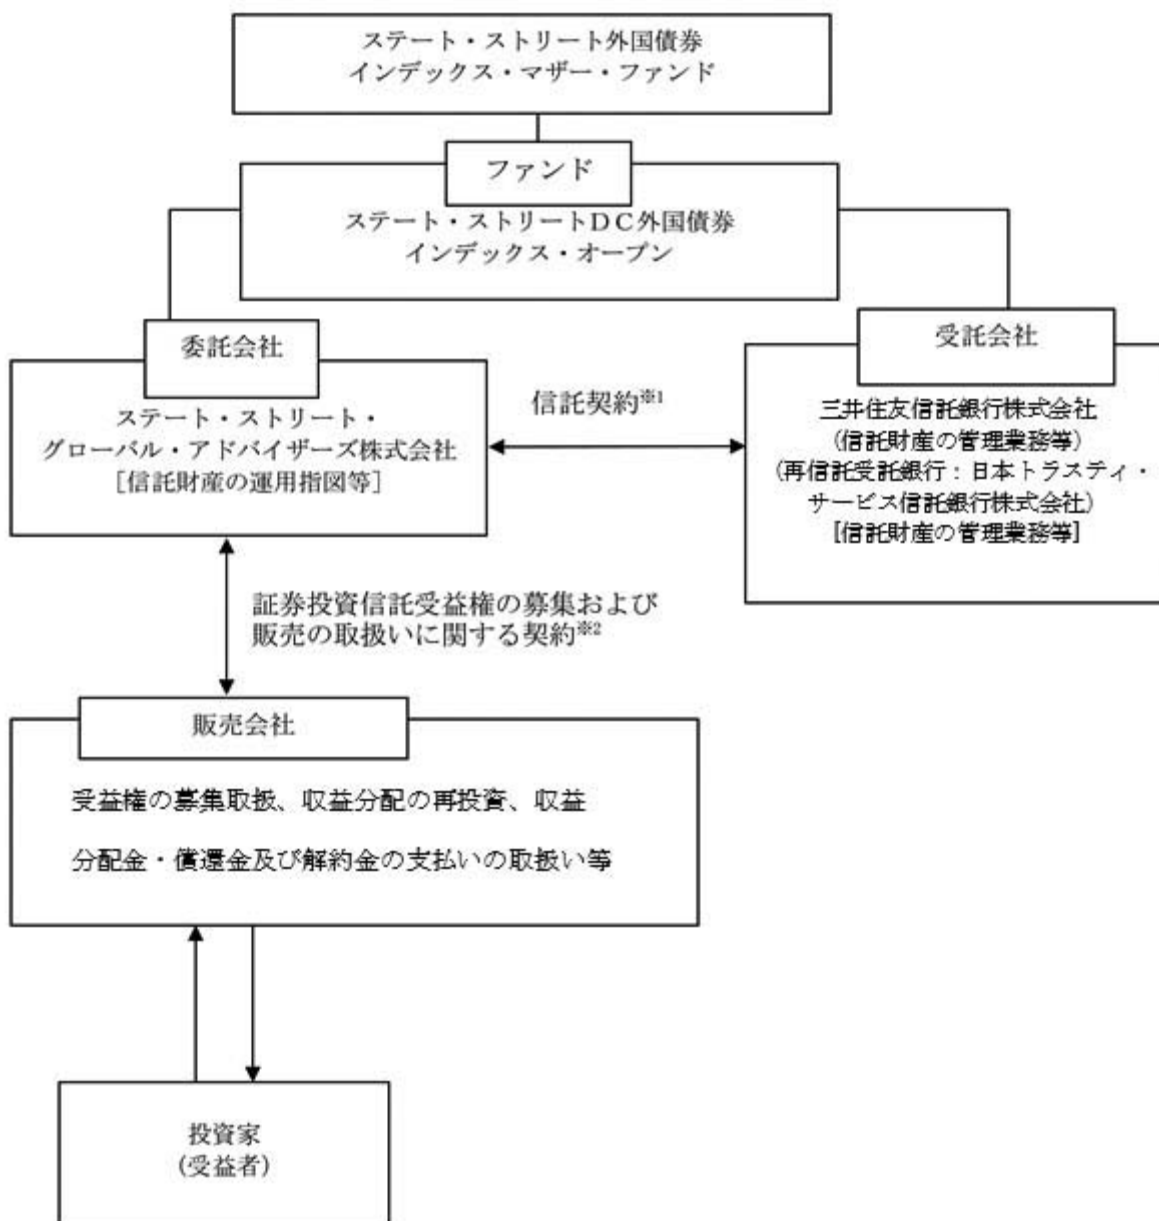 ステート・ストリート外国債券
インデックス・マザー・ファンド
ファンド
ステート・ストリートＤＣ外国債券
インデックス・オープン
委託会社
ステート・ストリート・
グローバル・アドバイザーズ株式会社
［信託財産の運用指図等］
信託契約※1
受託会社
三井住友信託銀行株式会社
(信託財産の管理業務等)
(再信託受託銀行：日本トラスティ・
サービス信託銀行株式会社)
[信託財産の管理業務等]
証券投資信託受益権の募集および
販売の取扱いに関する契約※2
販売会社
受益権の募集取扱、収益分配の再投資、収益
分配金・償還金及び解約金の支払いの取扱い等
投資家
(受益者)